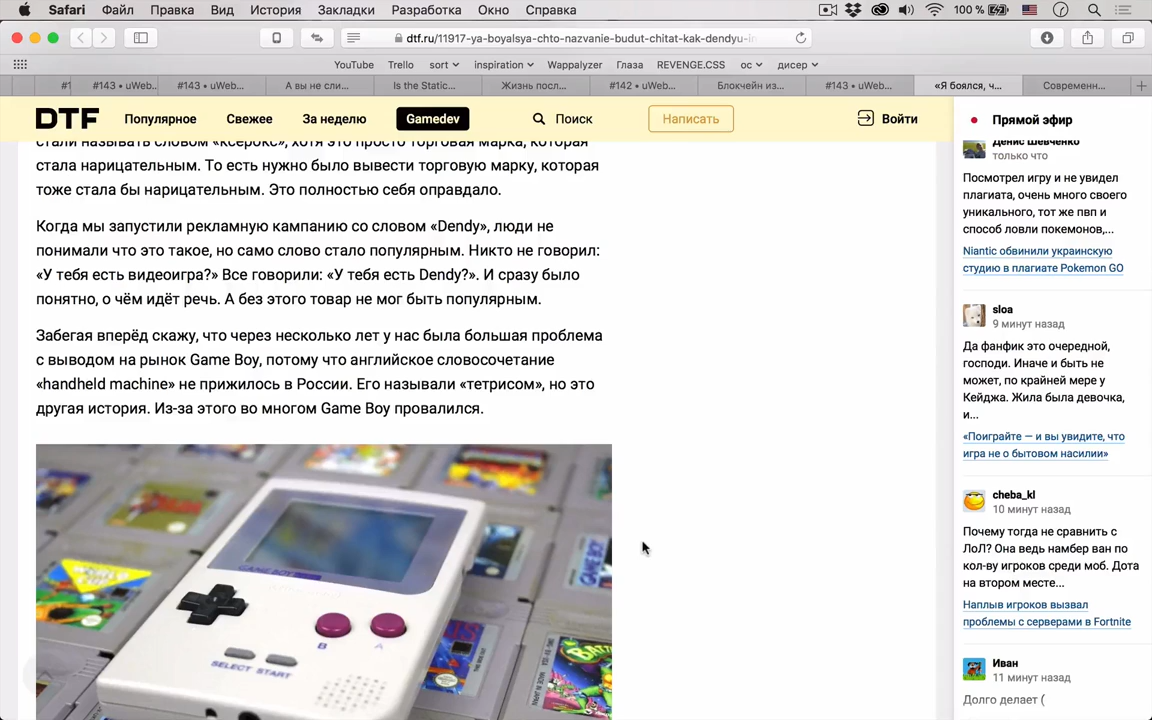 Safari Файл Правка Вид История Закладки Разработка Окно Справка 100 %
dtf.ru/11917-ya-boyalsya-chto-nazvanie-budut-chitat-kak-dendyu-i
YouTube Trello sort inspiration Wappalyzer Глаза REVENGE.CSS ос дисер
#1 #143 • uWeb... #143 • uWeb... А вы не сли... Is the Static... Жизнь посл... #142 • uWeb... Блокчейн из... #143 • uWeb... «Я боялся, ч... Современн...
DTF Популярное Свежее За неделю Gamedev Поиск Написать Войти
стали называть словом «ксерокс», хотя это просто торговая марка, которая
стала нарицательным. То есть нужно было вывести торговую марку, которая
тоже стала бы нарицательным. Это полностью себя оправдало.
Когда мы запустили рекламную кампанию со словом «Dendy», люди не
понимали что это такое, но само слово стало популярным. Никто не говорил:
«У тебя есть видеоигра?» Все говорили: «У тебя есть Dendy?». И сразу было
понятно, о чём идёт речь. А без этого товар не мог быть популярным.
Забегая вперёд скажу, что через несколько лет у нас была большая проблема
с выводом на рынок Game Boy, потому что английское словосочетание
«handheld machine» не прижилось в России. Его называли «тетрисом», но это
другая история. Из-за этого во многом Game Boy провалился.
GAME BOY
B A
SELECT START
Прямой эфир
Денис Шевченко
только что
Посмотрел игру и не увидел
плагиата, очень много своего
уникального, тот же пвп и
способ ловли покемонов,...
Niantic обвинили украинскую
студию в плагиате Pokemon GO
sloa
9 минут назад
Да фанфик это очередной,
господи. Иначе и быть не
может, по крайней мере у
Кейджа. Жила была девочка,
и...
«Поиграйте — и вы увидите, что
игра не о бытовом насилии»
cheba_kl
10 минут назад
Почему тогда не сравнить с
ЛоЛ? Она ведь намбер ван по
кол-ву игроков среди моб. Дота
на втором месте...
Наплыв игроков вызвал
проблемы с серверами в Fortnite
Иван
11 минут назад
Долго делает (